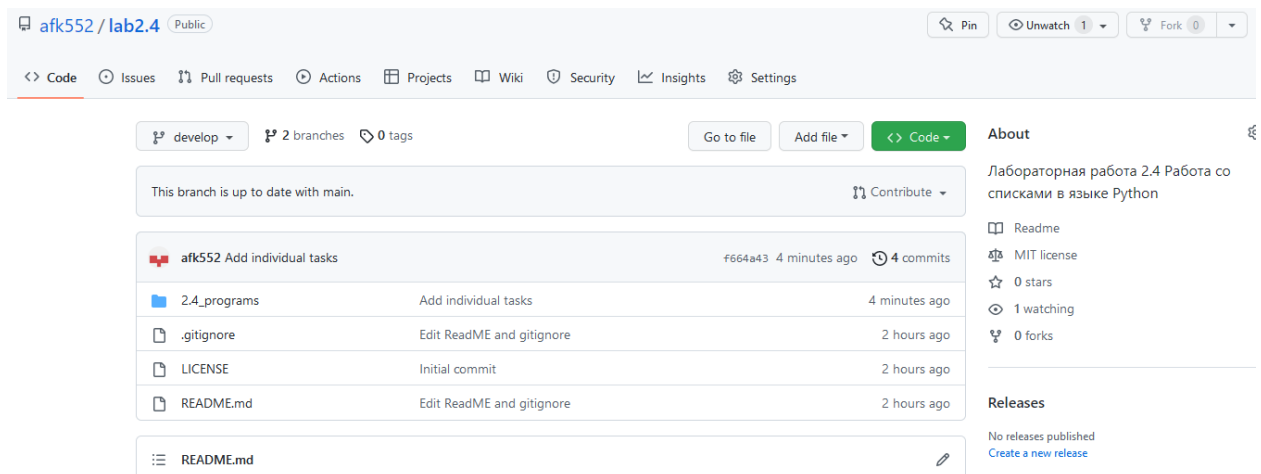 afk552 / lab2.4 Public
Pin Unwatch 1 Fork 0
Code Issues Pull requests Actions Projects Wiki Security Insights Settings
develop 2 branches 0 tags Go to file Add file Code
This branch is up to date with main. Contribute
afk552 Add individual tasks f664a43 4 minutes ago 4 commits
2.4_programs Add individual tasks 4 minutes ago
.gitignore Edit ReadME and gitignore 2 hours ago
LICENSE Initial commit 2 hours ago
README.md Edit ReadME and gitignore 2 hours ago
README.md
About
Лабораторная работа 2.4 Работа со
списками в языке Python
Readme
MIT license
0 stars
1 watching
0 forks
Releases
No releases published
Create a new release